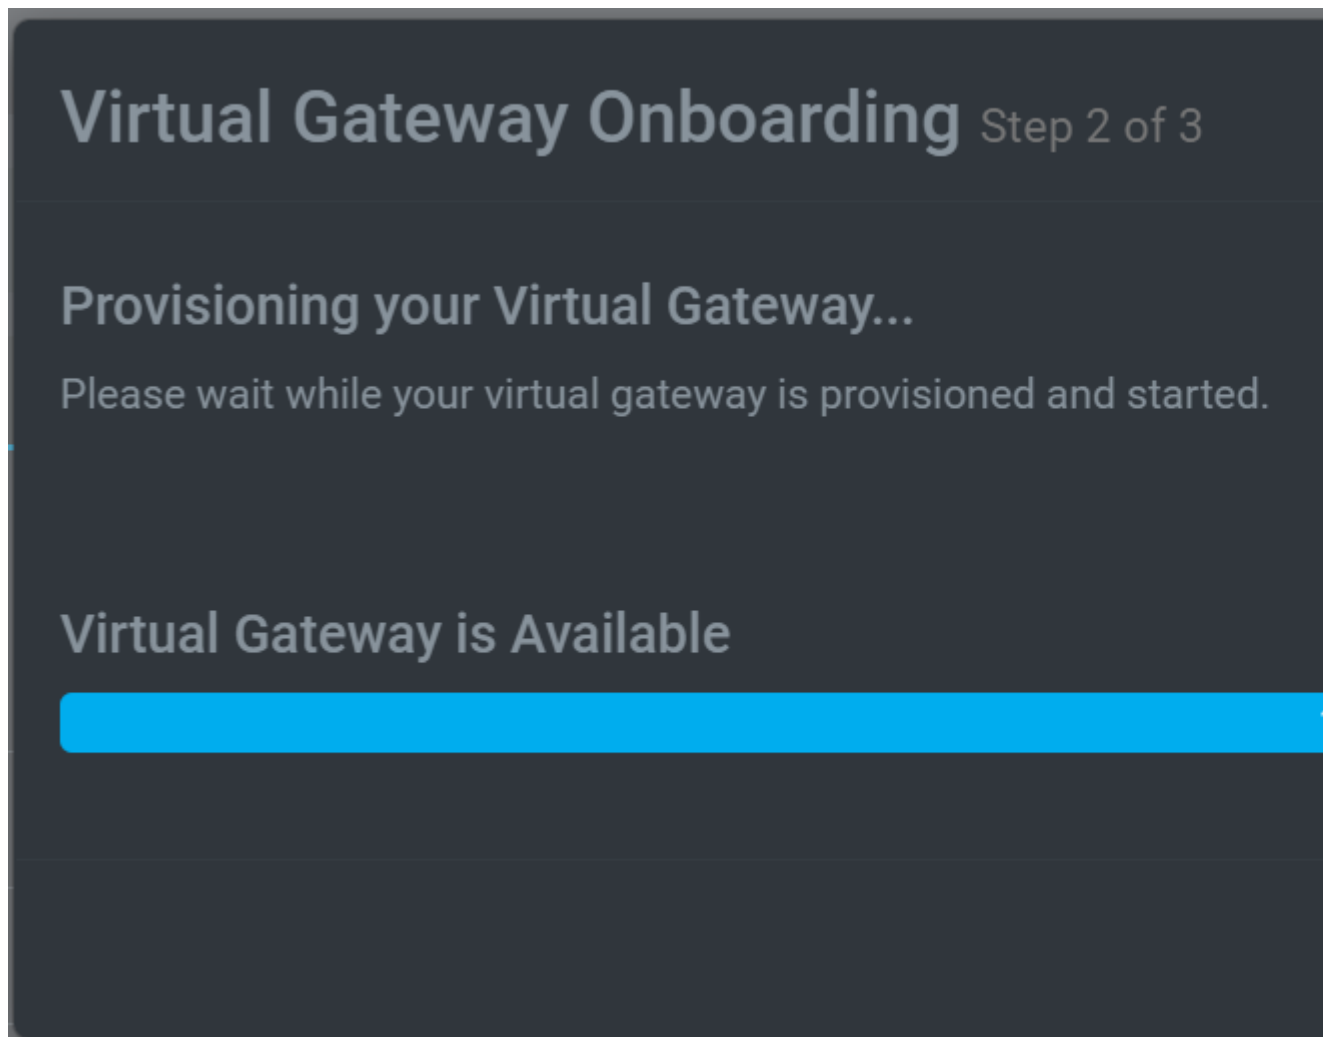 Virtual Gateway Onboarding Step 2 of 3
Provisioning your Virtual Gateway...
Please wait while your virtual gateway is provisioned and started.
Virtual Gateway is Available